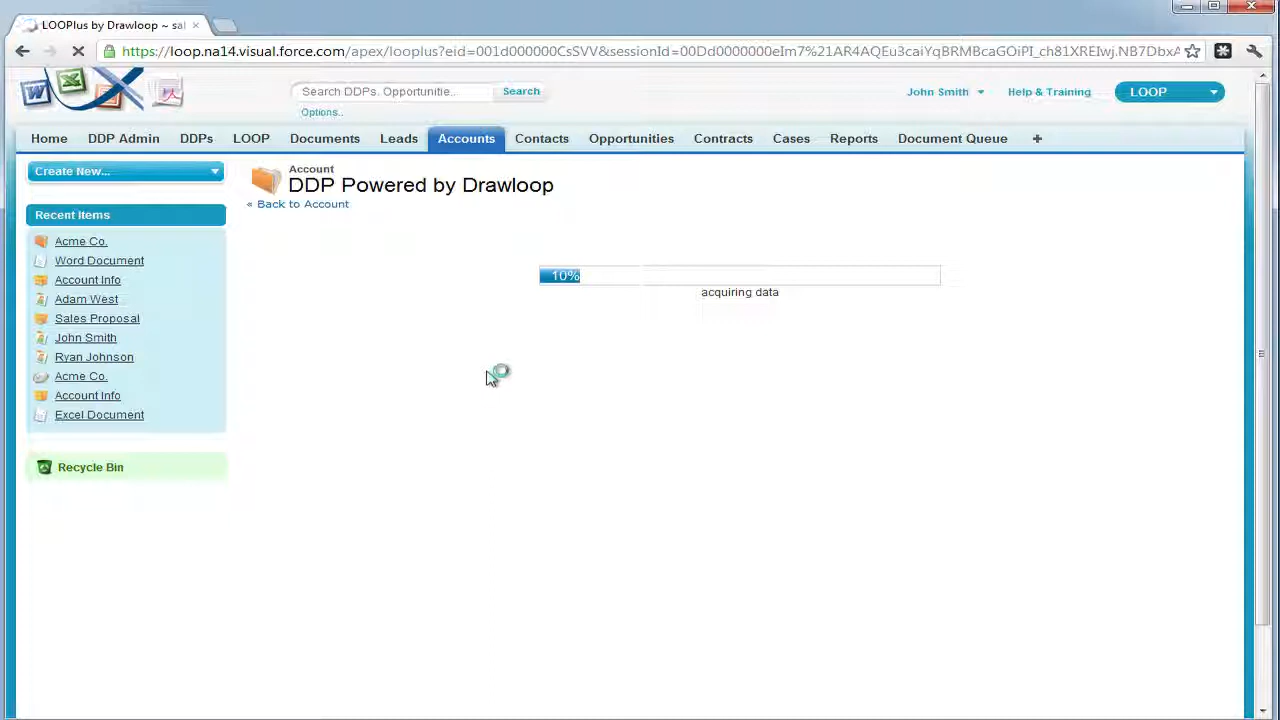 LOOPlus by Drawloop ~ sal
https://loop.na14.visual.force.com/apex/looplus?eid=001d000000CsSVV&sessionId=00Dd0000000eIm7%21AR4AQEu3caiYqBRMBcaGOiPI_ch81XREIwj.NB7DbxA
Search DDPs, Opportunitie..
Search
John Smith
Help & Training
LOOP
Options..
Home
DDP Admin
DDPs
LOOP
Documents
Leads
Accounts
Contacts
Opportunities
Contracts
Cases
Reports
Document Queue
Create New...
Account
DDP Powered by Drawloop
« Back to Account
Recent Items
Acme Co.
Word Document
Account Info
Adam West
Sales Proposal
John Smith
Ryan Johnson
Acme Co.
Account Info
Excel Document
Recycle Bin
10%
acquiring data